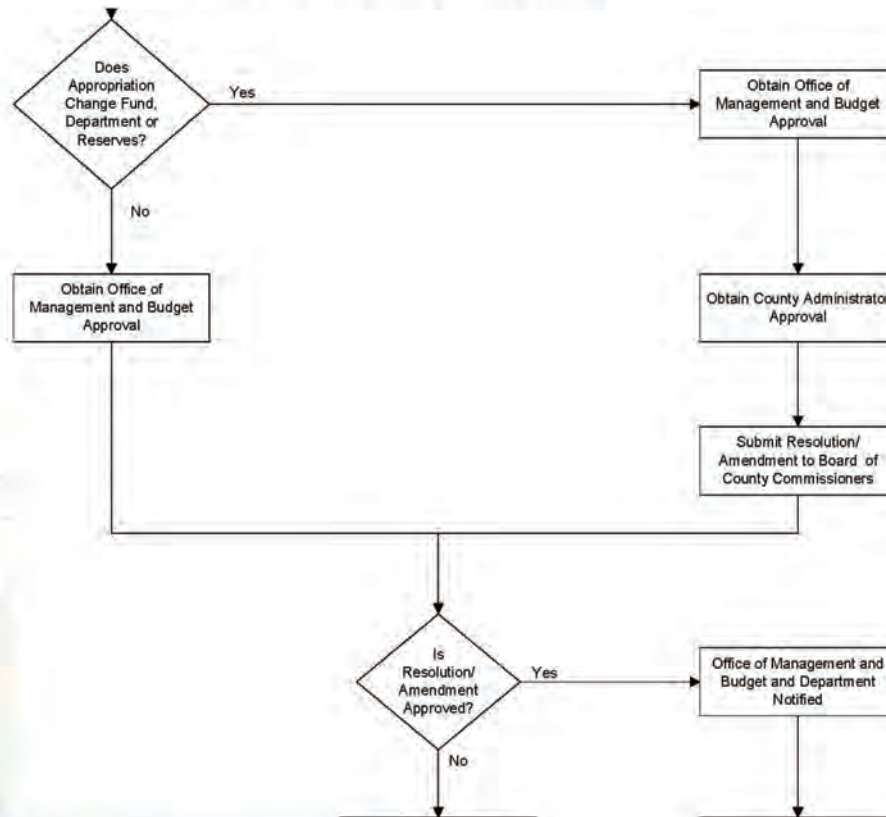 Does
Appropriation
Change Fund,
Department or
Reserves?
Yes
Obtain Office of
Management and Budget
Approval
No
Obtain Office of
Management and Budget
Approval
Obtain County Administrator
Approval
Submit Resolution/
Amendment to Board of
County Commissioners
Is
Resolution/
Amendment
Approved?
Yes
Office of Management and
Budget and Department
Notified
No